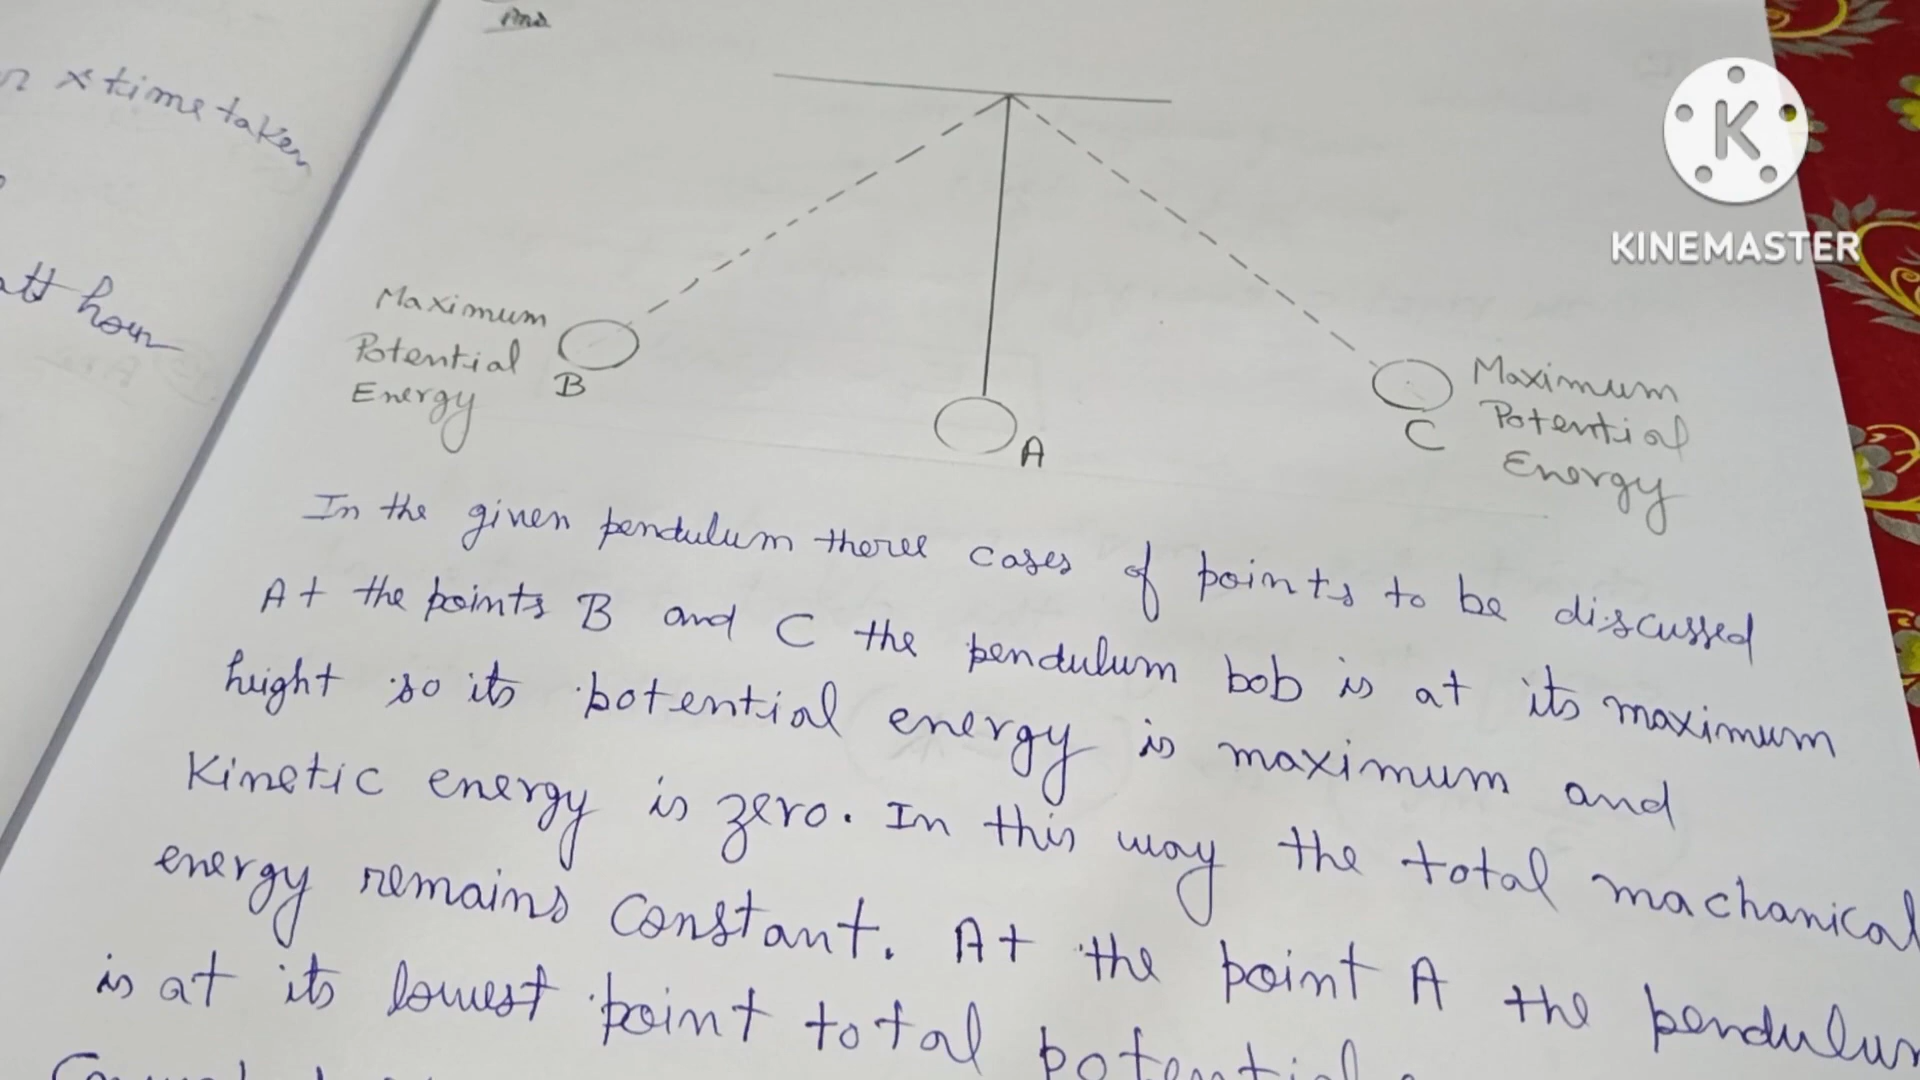 Ans
x time taken
att hour
K
KINEMASTER
Maximum
Potential
Energy
B
A
C
Maximum
Potential
Energy
In the given pendulum theree cases of points to be discussed
At the points B and C the pendulum bob is at its maximum
height so its potential energy is maximum and
Kinetic energy is zero. In this way the total machanical
energy remains constant. At the point A the pendulum
is at its lowest point total potential